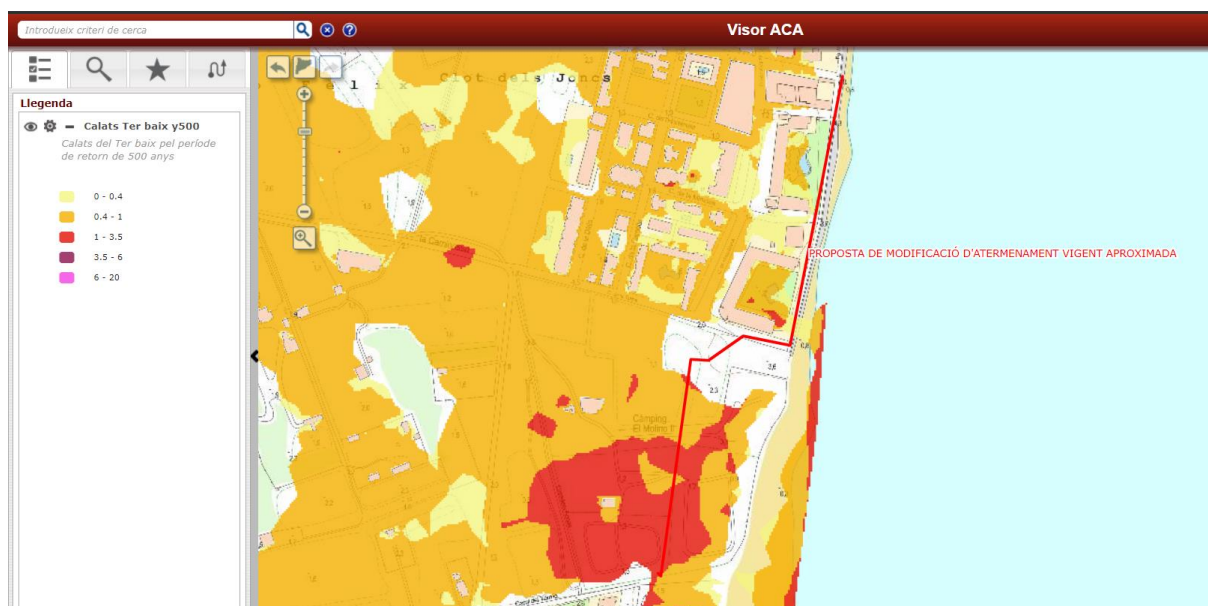 Introdueix criteri de cerca
Visor ACA
Llegenda
Calats Ter baix y500
Calats del Ter baix pel període
de retorn de 500 anys
0 - 0.4
0.4 - 1
1 - 3.5
3.5 - 6
6 - 20
Clot dels Joncs
e l i x
PROPOSTA DE MODIFICACIÓ D'ATERMENAMENT VIGENT APROXIMADA
Càmping
El Molino II